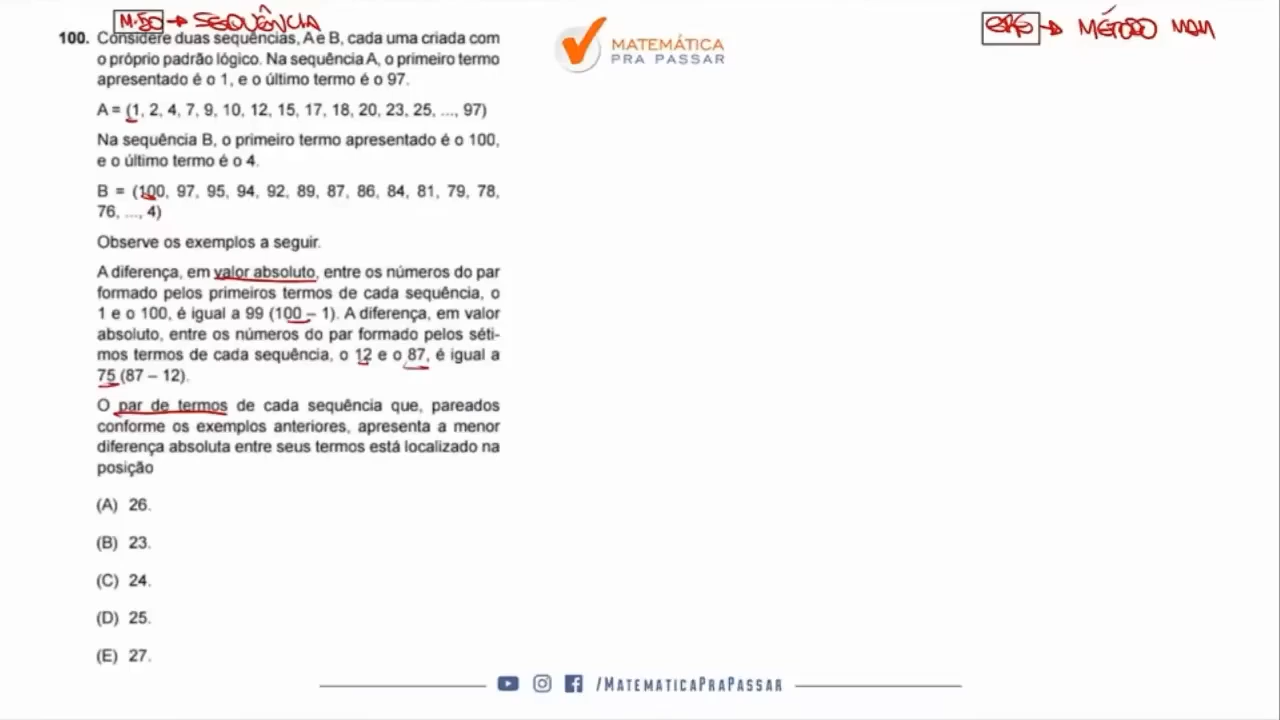 M.50 → SEQUÊNCIA
MÉTODO MPM
MATEMÁTICA
PRA PASSAR
100. Considere duas sequências, A e B, cada uma criada com
o próprio padrão lógico. Na sequência A, o primeiro termo
apresentado é o 1, e o último termo é o 97.
A = (1, 2, 4, 7, 9, 10, 12, 15, 17, 18, 20, 23, 25, ..., 97)
Na sequência B, o primeiro termo apresentado é o 100,
e o último termo é o 4.
B = (100, 97, 95, 94, 92, 89, 87, 86, 84, 81, 79, 78,
76, ..., 4)
Observe os exemplos a seguir.
A diferença, em valor absoluto, entre os números do par
formado pelos primeiros termos de cada sequência, o
1 e o 100, é igual a 99 (100 – 1). A diferença, em valor
absoluto, entre os números do par formado pelos séti-
mos termos de cada sequência, o 12 e o 87, é igual a
75 (87 – 12).
O par de termos de cada sequência que, pareados
conforme os exemplos anteriores, apresenta a menor
diferença absoluta entre seus termos está localizado na
posição
(A) 26.
(B) 23.
(C) 24.
(D) 25.
(E) 27.
/MATEMATICAPRAPASSAR